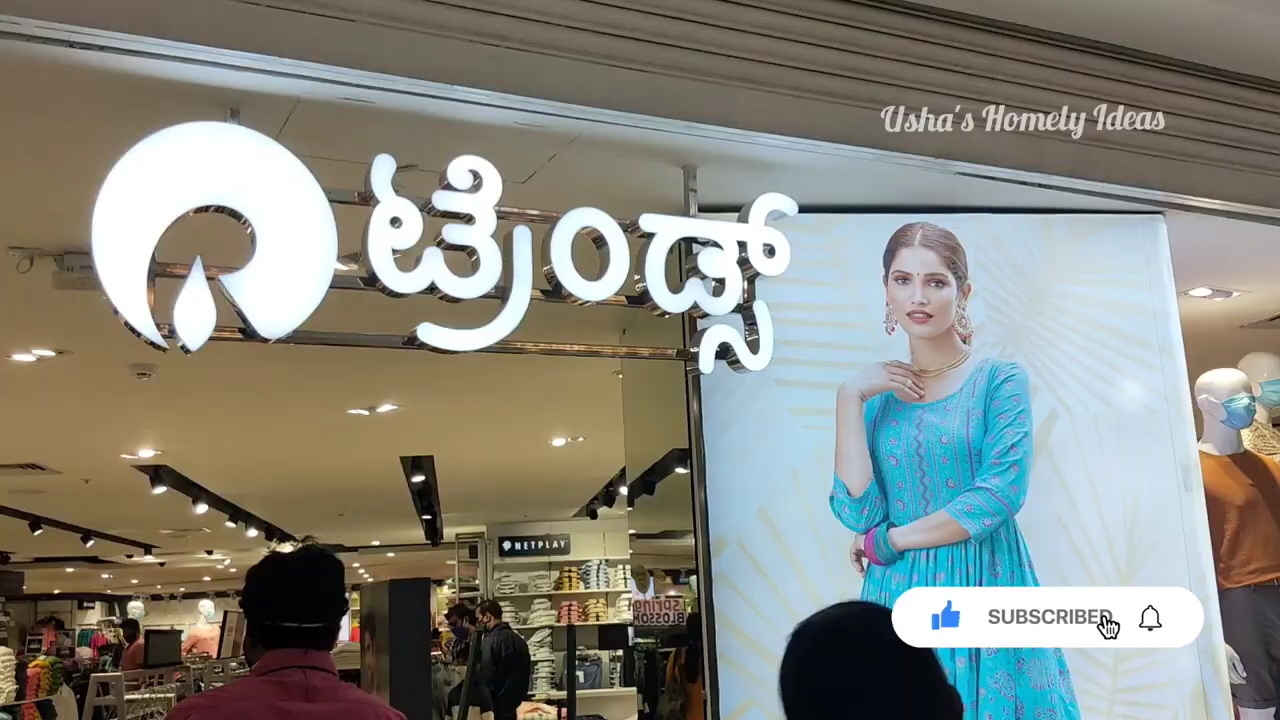 Usha's Homely Ideas
ಟ್ರೆಂಡ್ಸ್
NETPLAY
Spring
BLOSSOM
SUBSCRIBED